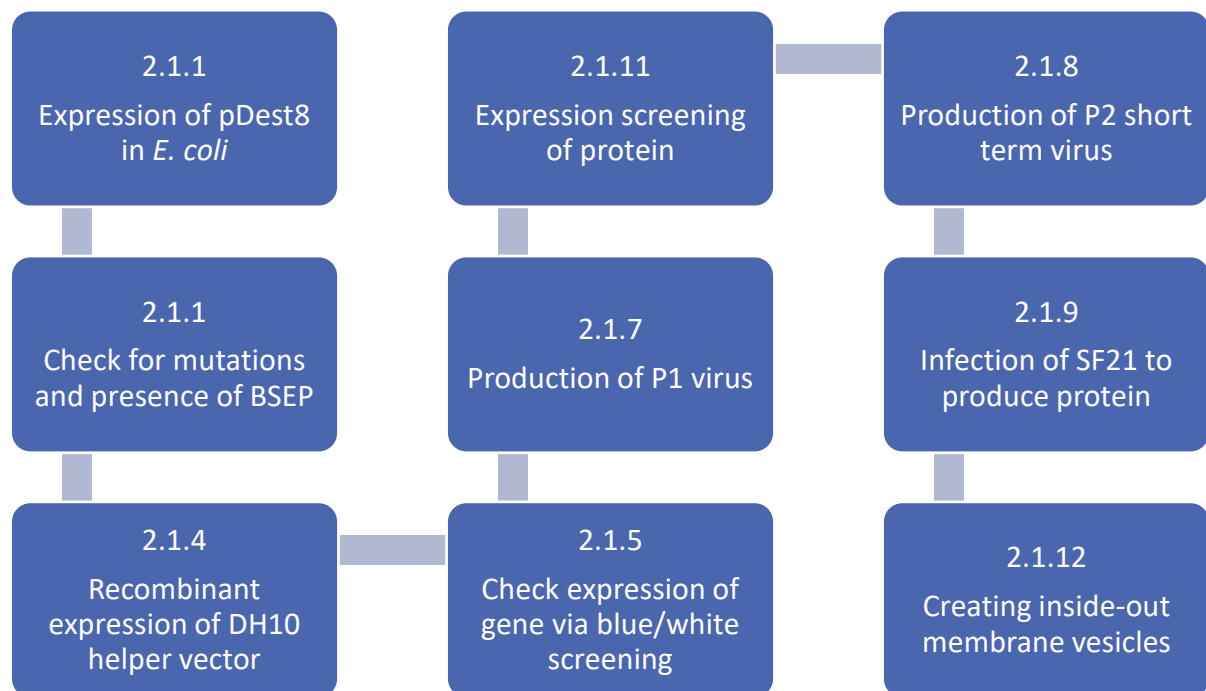 2.1.1
Expression of pDest8
in E. coli
2.1.1
Check for mutations
and presence of BSEP
2.1.4
Recombinant
expression of DH10
helper vector
2.1.5
Check expression of
gene via blue/white
screening
2.1.7
Production of P1 virus
2.1.11
Expression screening
of protein
2.1.8
Production of P2 short
term virus
2.1.9
Infection of SF21 to
produce protein
2.1.12
Creating inside-out
membrane vesicles